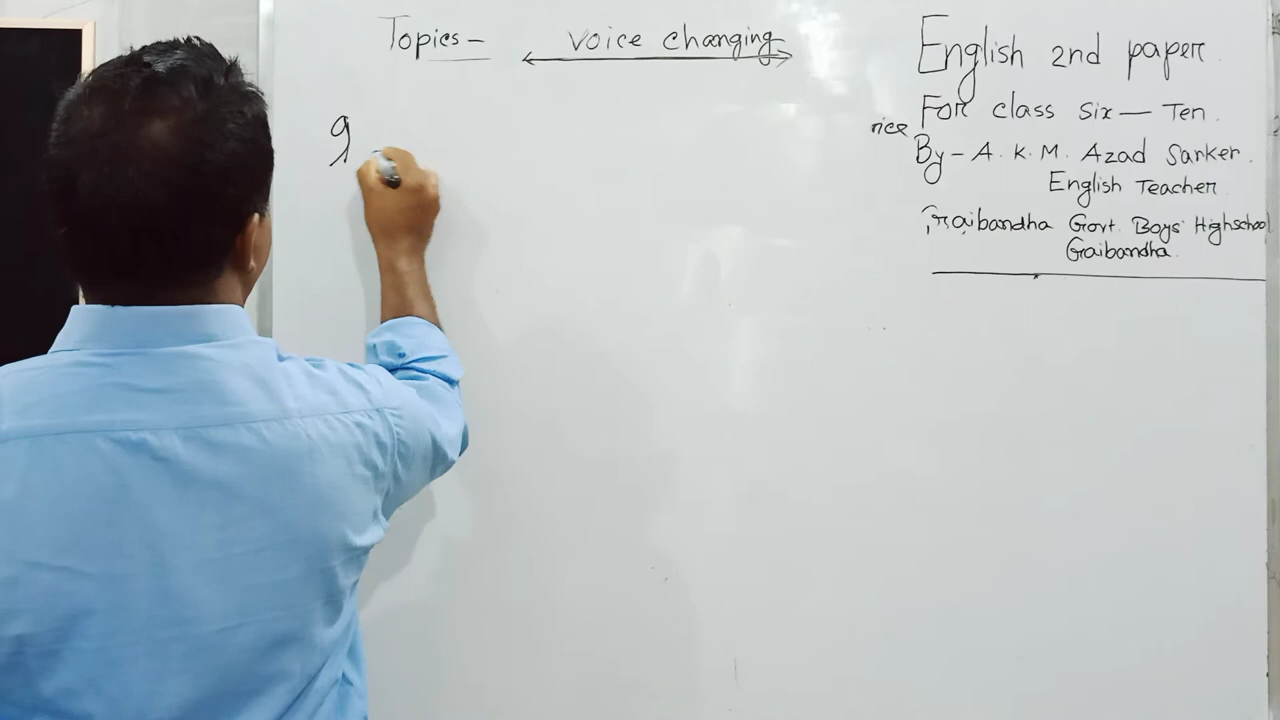 Topics - voice changing
English 2nd paper.
For class Six — Ten.
rice
By - A. K. M. Azad Sarker.
English Teacher
Gaibandha Govt. Boys' Highschool
Gaibandha.